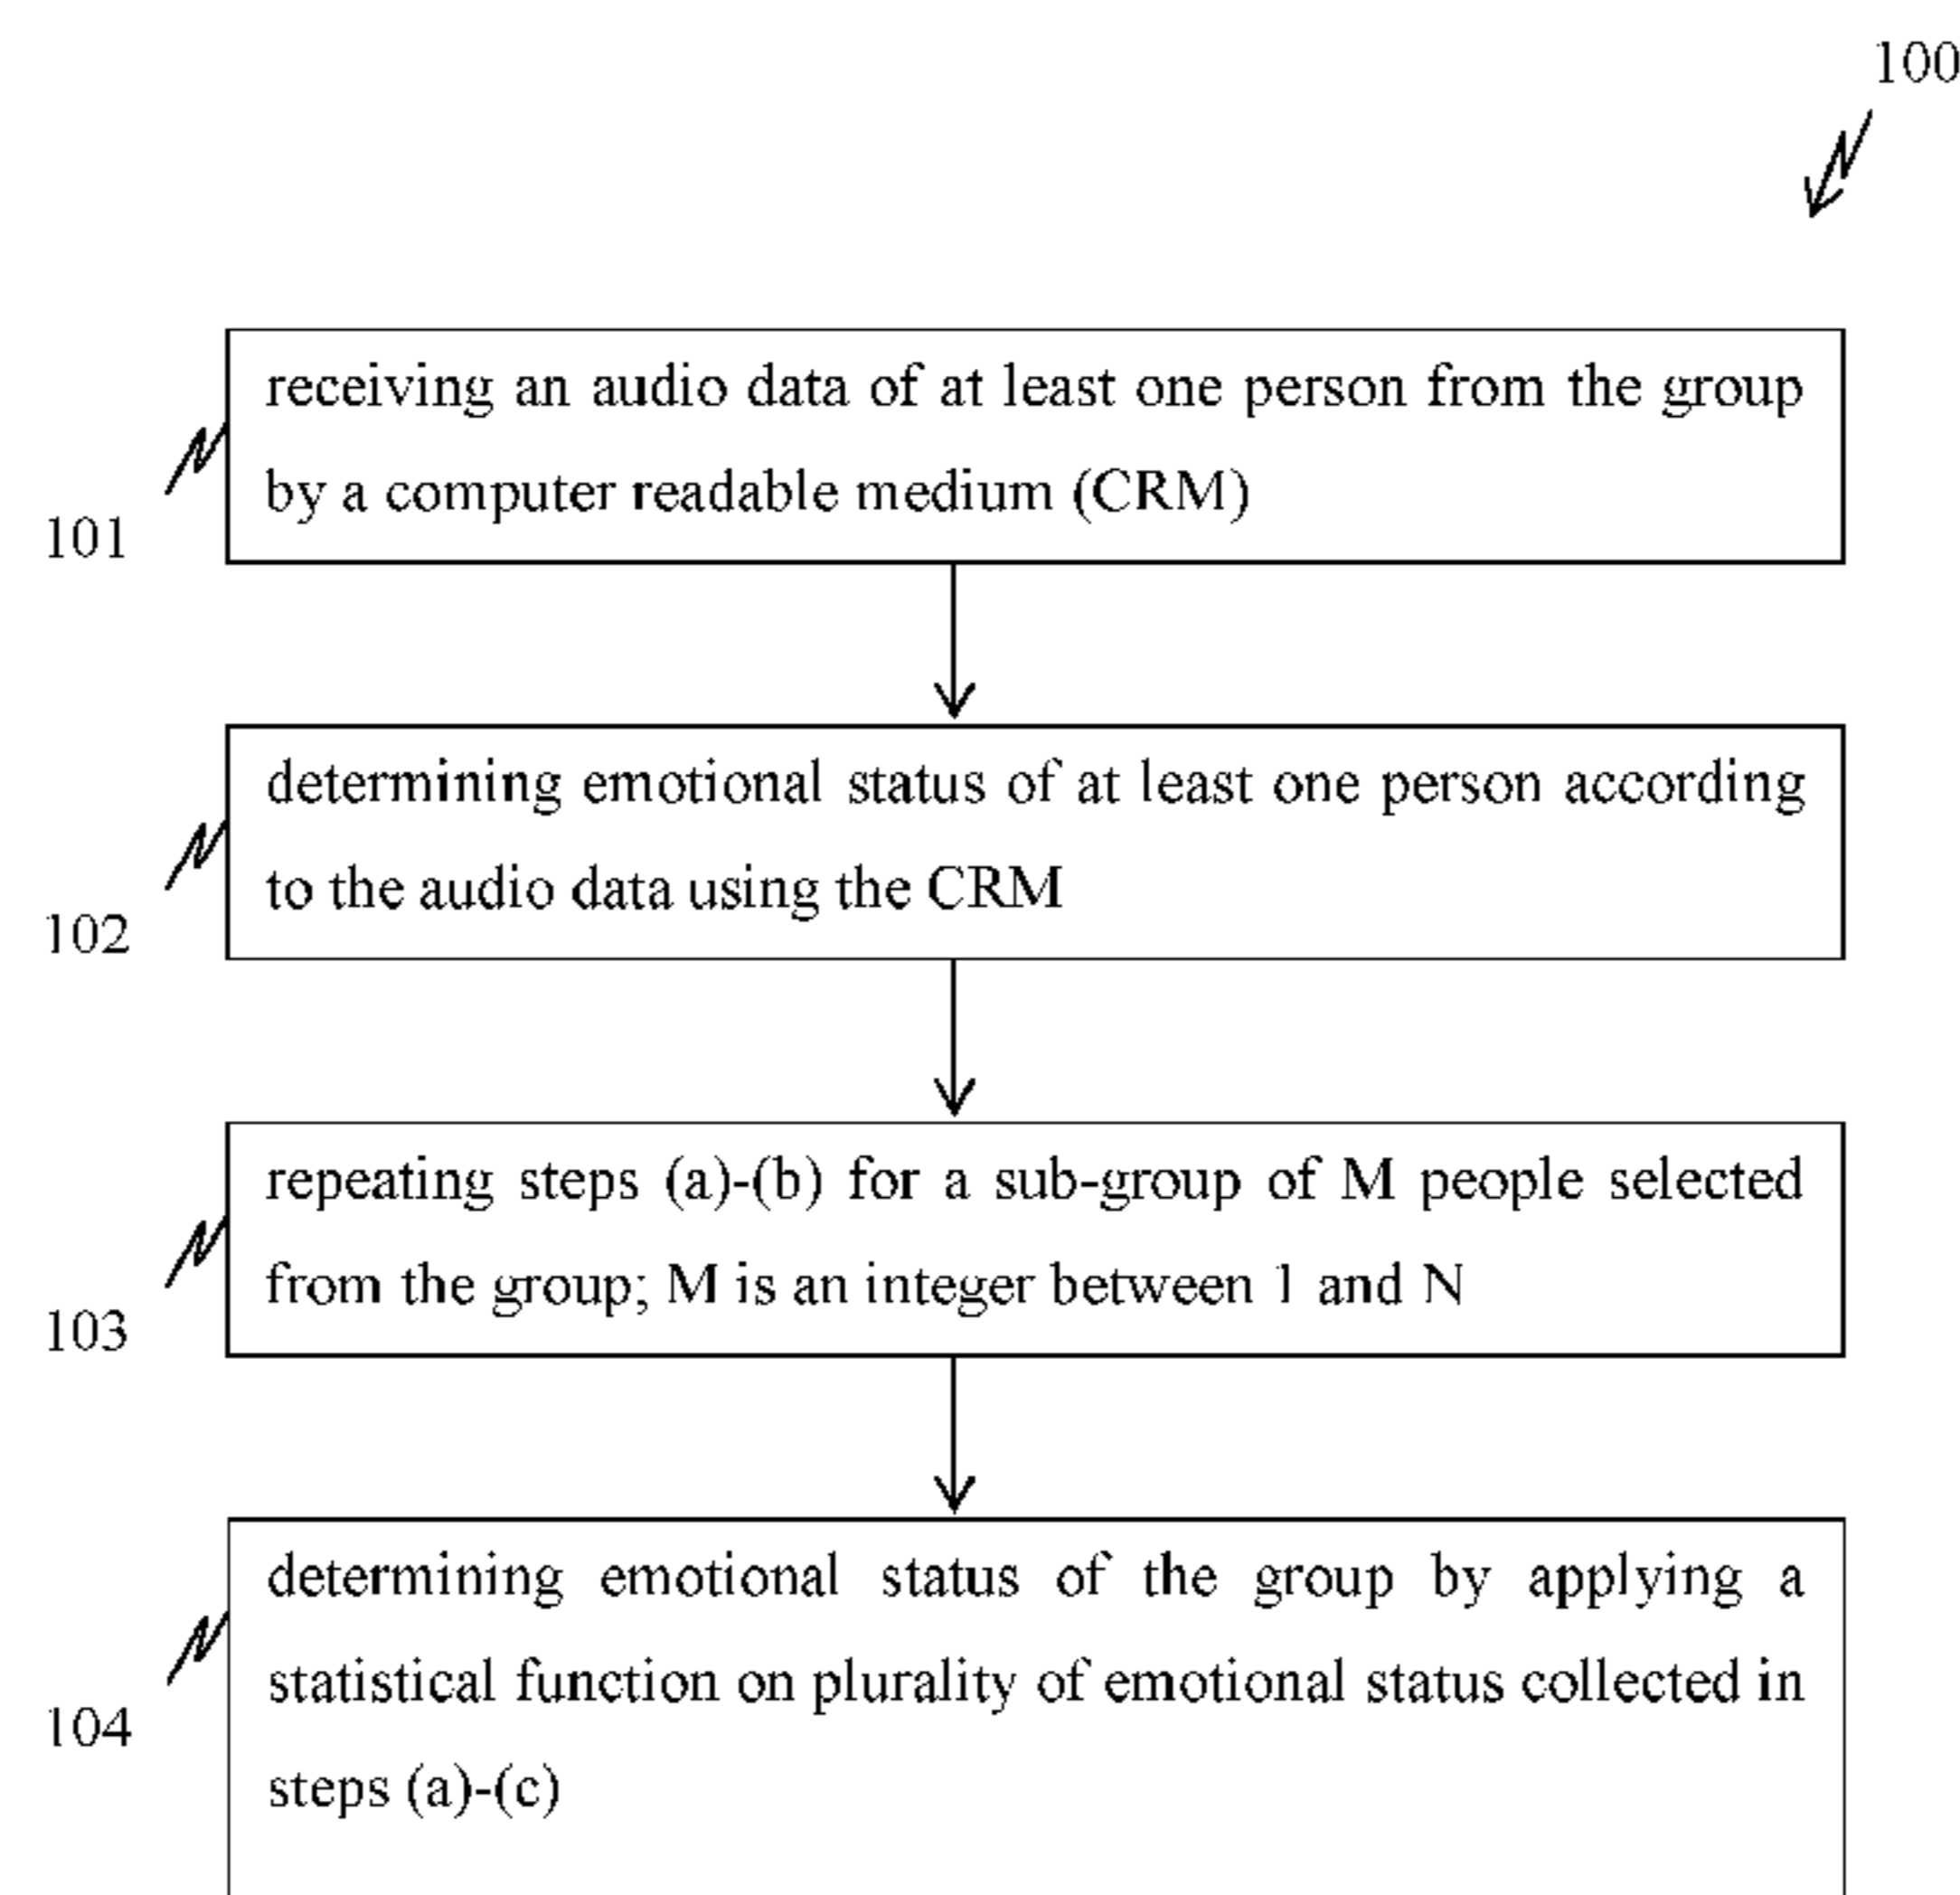 100
receiving an audio data of at least one person from the group
by a computer readable medium (CRM)
101
determining emotional status of at least one person according
to the audio data using the CRM
102
repeating steps (a)-(b) for a sub-group of M people selected
from the group; M is an integer between 1 and N
103
determining emotional status of the group by applying a
statistical function on plurality of emotional status collected in
steps (a)-(c)
104